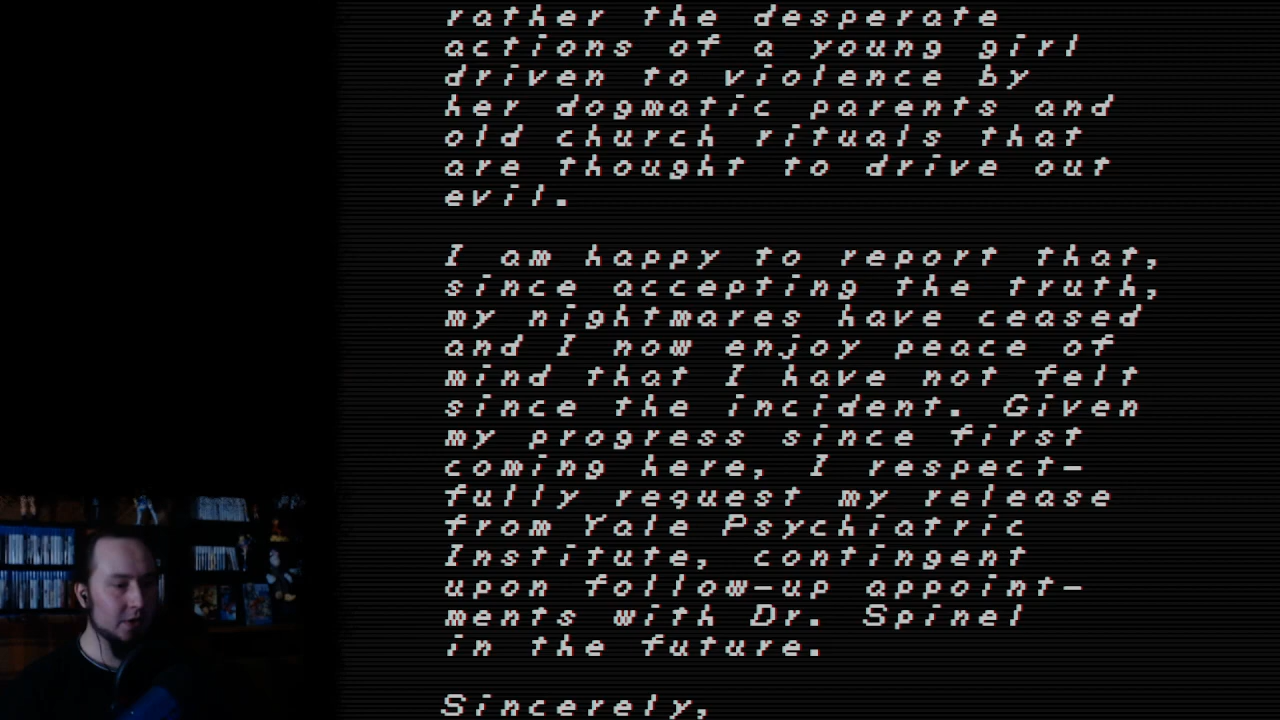 rather the desperate
actions of a young girl
driven to violence by
her dogmatic parents and
old church rituals that
are thought to drive out
evil.
I am happy to report that,
since accepting the truth,
my nightmares have ceased
and I now enjoy peace of
mind that I have not felt
since the incident. Given
my progress since first
coming here, I respect-
fully request my release
from Yale Psychiatric
Institute, contingent
upon follow-up appoint-
ments with Dr. Spinel
in the future.
Sincerely,